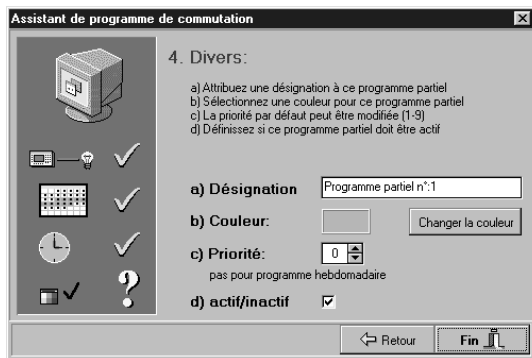 Assistant de programme de commutation
4. Divers:
a) Attribuez une désignation à ce programme partiel
b) Sélectionnez une couleur pour ce programme partiel
c) La priorité par défaut peut être modifiée (1-9)
d) Définissez si ce programme partiel doit être actif
a) Désignation Programme partiel n°:1
b) Couleur: Changer la couleur
c) Priorité: 0
pas pour programme hebdomadaire
d) actif/inactif
Retour Fin